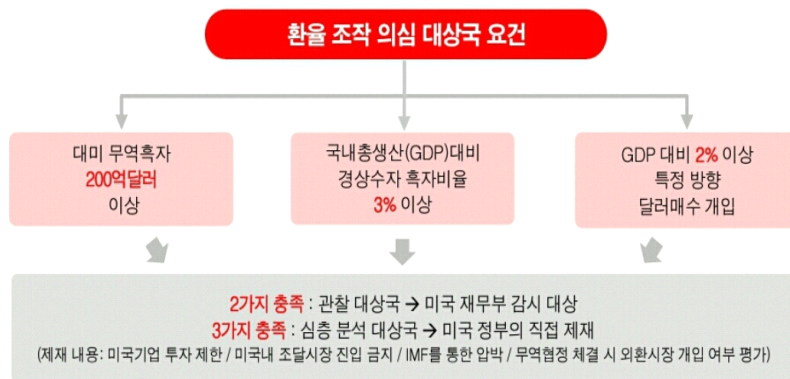 환율 조작 의심 대상국 요건
대미 무역흑자
200억달러
이상
국내총생산(GDP)대비
경상수자 흑자비율
3% 이상
GDP 대비 2% 이상
특정 방향
달러매수 개입
2가지 충족 : 관찰 대상국 → 미국 재무부 감시 대상
3가지 충족 : 심층 분석 대상국 → 미국 정부의 직접 제재
(제재 내용: 미국기업 투자 제한 / 미국내 조달시장 진입 금지 / IMF를 통한 압박 / 무역협정 체결 시 외환시장 개입 여부 평가)